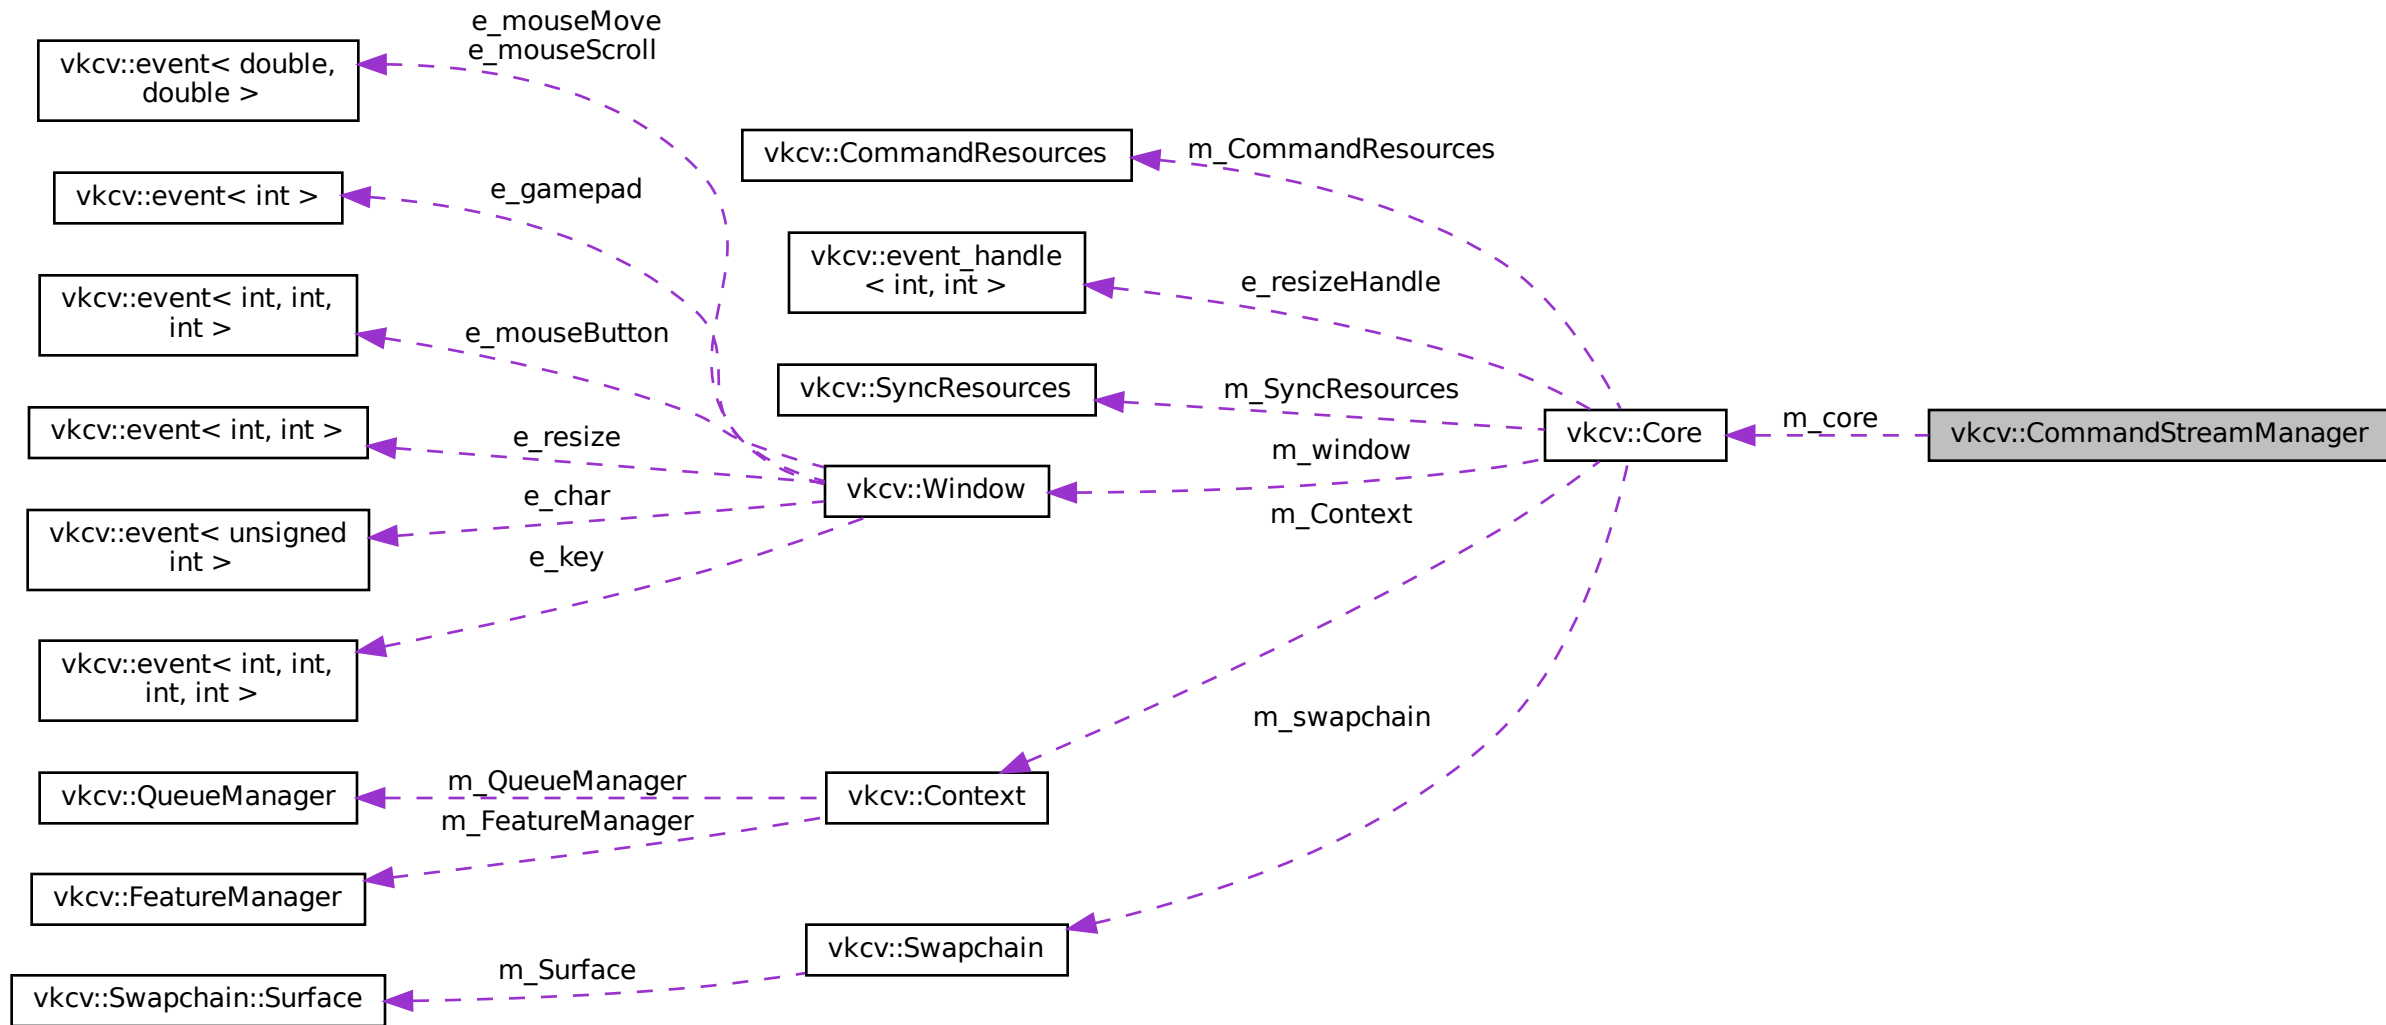 e_mouseMove
e_mouseScroll
vkcv::event< double,
double >
vkcv::event< int >
e_gamepad
vkcv::event< int, int,
int >
e_mouseButton
vkcv::event< int, int >
e_resize
vkcv::event< unsigned
int >
e_char
e_key
vkcv::event< int, int,
int, int >
vkcv::QueueManager
m_QueueManager
m_FeatureManager
vkcv::FeatureManager
vkcv::Swapchain::Surface
m_Surface
vkcv::CommandResources
m_CommandResources
vkcv::event_handle
< int, int >
e_resizeHandle
vkcv::SyncResources
m_SyncResources
vkcv::Window
m_window
m_Context
vkcv::Context
m_swapchain
vkcv::Swapchain
vkcv::Core
m_core
vkcv::CommandStreamManager